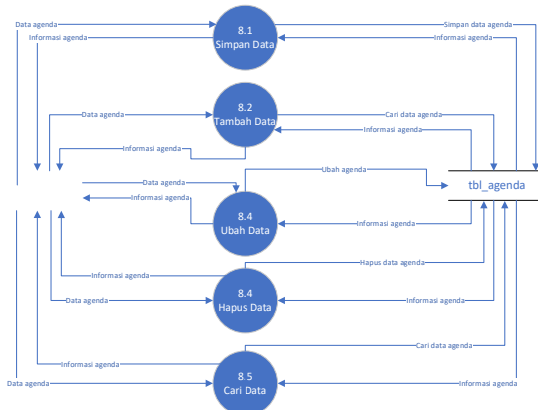 Data agenda
8.1
Simpan data agenda
Informasi agenda
Simpan Data
Informasi agenda
8.2
Data agenda
Tambah Data
Cari data agenda
Informasi agenda
Informasi agenda
Ubah agenda
Data agenda
tbl_agenda
Informasi agenda
8.4
Ubah Data
Informasi agenda
Hapus data agenda
Informasi agenda
8.4
Data agenda
Hapus Data
Informasi agenda
Cari data agenda
Informasi agenda
8.5
Data agenda
Cari Data
Informasi agenda